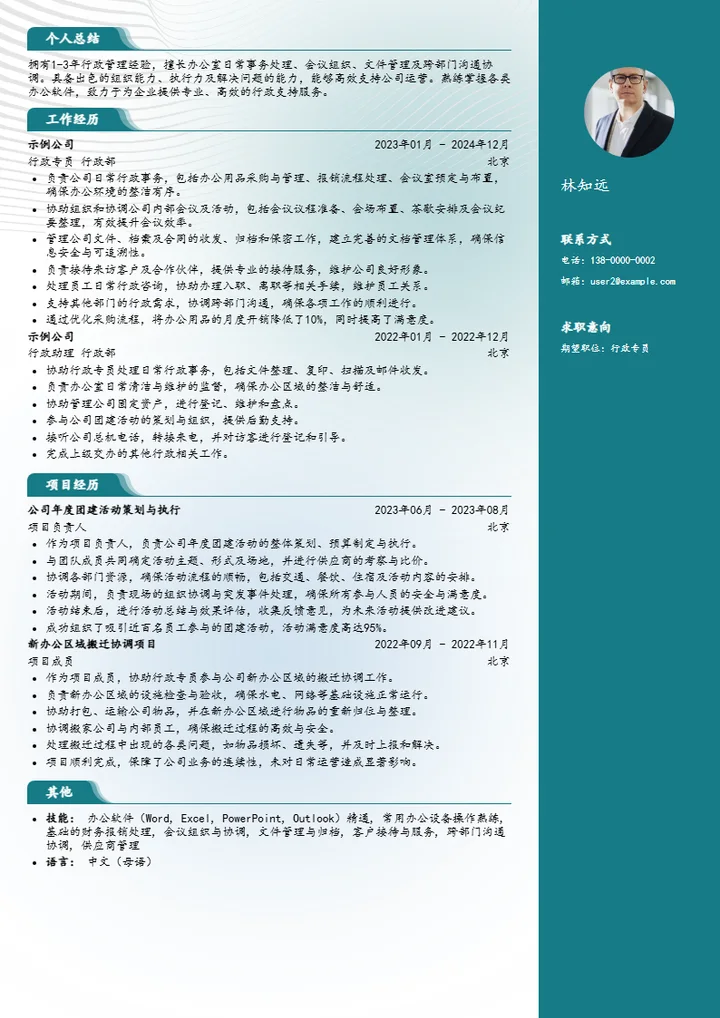 个人总结
拥有1-3年行政管理经验，擅长办公室日常事务处理、会议组织、文件管理及跨部门沟通协
调。具备出色的组织能力、执行力及解决问题的能力，能够高效支持公司运营。熟练掌握各类
办公软件，致力于为企业提供专业、高效的行政支持服务。
工作经历
示例公司 2023年01月 - 2024年12月
行政专员 行政部 北京
• 负责公司日常行政事务，包括办公用品采购与管理、报销流程处理、会议室预定与布置，
确保办公环境的整洁有序。
• 协助组织和协调公司内部会议及活动，包括会议议程准备、会场布置、茶歇安排及会议纪
要整理，有效提升会议效率。
• 管理公司文件、档案及合同的收发、归档和保密工作，建立完善的文档管理体系，确保信
息安全与可追溯性。
• 负责接待来访客户及合作伙伴，提供专业的接待服务，维护公司良好形象。
• 处理员工日常行政咨询，协助办理入职、离职等相关手续，维护员工关系。
• 支持其他部门的行政需求，协调跨部门沟通，确保各项工作的顺利进行。
• 通过优化采购流程，将办公用品的月度开销降低了10%，同时提高了满意度。
示例公司 2022年01月 - 2022年12月
行政助理 行政部 北京
• 协助行政专员处理日常行政事务，包括文件整理、复印、扫描及邮件收发。
• 负责办公室日常清洁与维护的监督，确保办公区域的整洁与舒适。
• 协助管理公司固定资产，进行登记、维护和盘点。
• 参与公司团建活动的策划与组织，提供后勤支持。
• 接听公司总机电话，转接来电，并对访客进行登记和引导。
• 完成上级交办的其他行政相关工作。
项目经历
公司年度团建活动策划与执行 2023年06月 - 2023年08月
项目负责人 北京
• 作为项目负责人，负责公司年度团建活动的整体策划、预算制定与执行。
• 与团队成员共同确定活动主题、形式及场地，并进行供应商的考察与比价。
• 协调各部门资源，确保活动流程的顺畅，包括交通、餐饮、住宿及活动内容的安排。
• 活动期间，负责现场的组织协调与突发事件处理，确保所有参与人员的安全与满意度。
• 活动结束后，进行活动总结与效果评估，收集反馈意见，为未来活动提供改进建议。
• 成功组织了吸引近百名员工参与的团建活动，活动满意度高达95%。
新办公区域搬迁协调项目 2022年09月 - 2022年11月
项目成员 北京
• 作为项目成员，协助行政专员参与公司新办公区域的搬迁协调工作。
• 负责新办公区域的设施检查与验收，确保水电、网络等基础设施正常运行。
• 协助打包、运输公司物品，并在新办公区域进行物品的重新归位与整理。
• 协调搬家公司与内部员工，确保搬迁过程的高效与安全。
• 处理搬迁过程中出现的各类问题，如物品损坏、遗失等，并及时上报和解决。
• 项目顺利完成，保障了公司业务的连续性，未对日常运营造成显著影响。
其他
• 技能： 办公软件（Word, Excel, PowerPoint, Outlook）精通, 常用办公设备操作熟练,
基础的财务报销处理, 会议组织与协调, 文件管理与归档, 客户接待与服务, 跨部门沟通
协调, 供应商管理
• 语言： 中文（母语）
林知远
联系方式
电话：138-0000-0002
邮箱：user2@example.com
求职意向
期望职位：行政专员